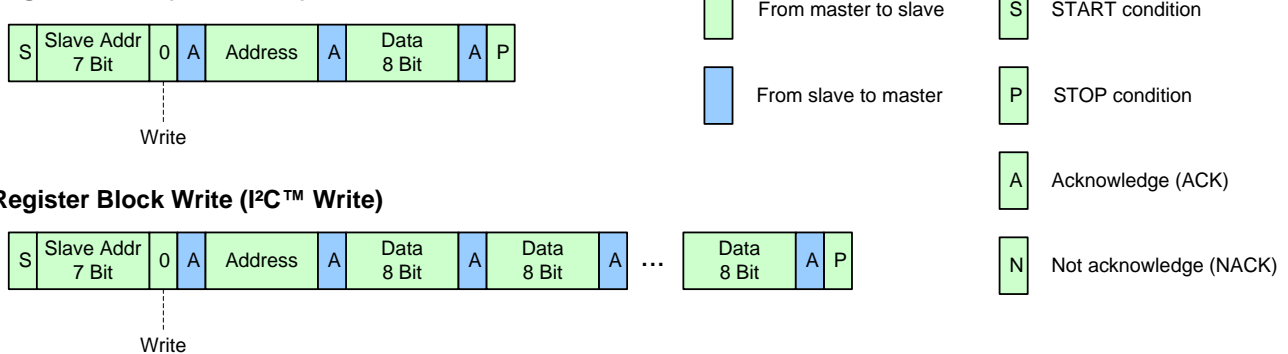 From master to slave
S START condition
S Slave Addr 7 Bit 0 A Address A Data 8 Bit A P
From slave to master
P STOP condition
Write
A Acknowledge (ACK)
Register Block Write (I²C™ Write)
S Slave Addr 7 Bit 0 A Address A Data 8 Bit A Data 8 Bit A ... Data 8 Bit A P
N Not acknowledge (NACK)
Write